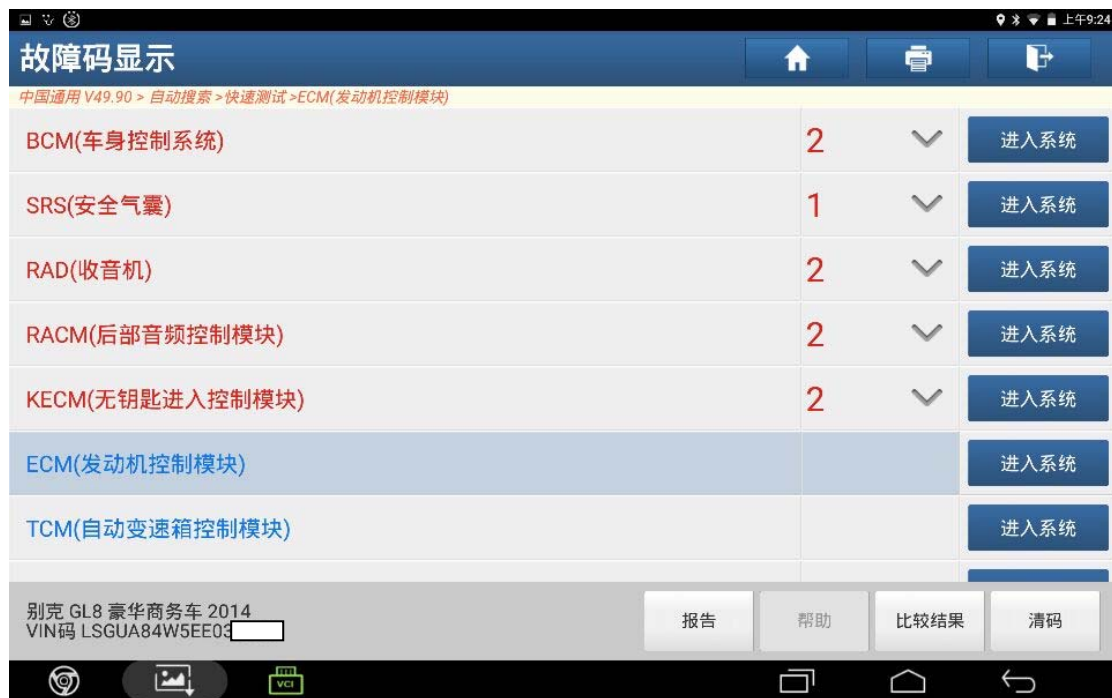 上午9:24
故障码显示
中国通用 V49.90 > 自动搜索 >快速测试 >ECM(发动机控制模块)
BCM(车身控制系统) 2 进入系统
SRS(安全气囊) 1 进入系统
RAD(收音机) 2 进入系统
RACM(后部音频控制模块) 2 进入系统
KECM(无钥匙进入控制模块) 2 进入系统
ECM(发动机控制模块) 进入系统
TCM(自动变速箱控制模块) 进入系统
别克 GL8 豪华商务车 2014
VIN码 LSGUA84W5EE03
报告 帮助 比较结果 清码
VCI